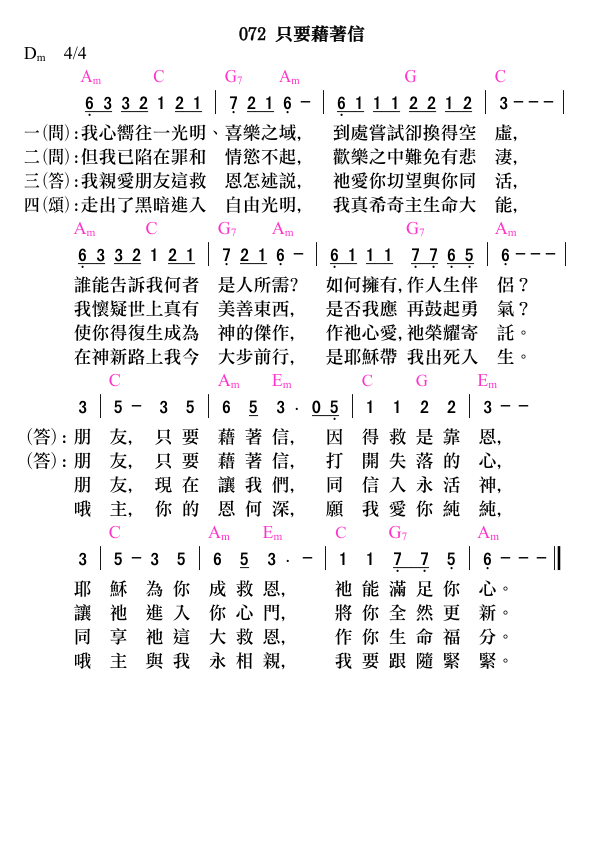 072 只要藉著信
Dm 4/4
Am C G7 Am G C
6 3 3 2 1 2 1 | 7 2 1 6 − | 6 1 1 1 2 2 1 2 | 3 − − − |
一(問):我心嚮往一光明、喜樂之域, 到處嘗試卻換得空 虛,
二(問):但我已陷在罪和 情慾不起, 歡樂之中難免有悲 淒,
三(答):我親愛朋友這救 恩怎述說, 祂愛你切望與你同 活,
四(頌):走出了黑暗進入 自由光明, 我真希奇主生命大 能,
Am C G7 Am G7 Am
6 3 3 2 1 2 1 | 7 2 1 6 − | 6 1 1 1 7 7 6 5 | 6 − − − |
誰能告訴我何者 是人所需? 如何擁有,作人生伴 侶?
我懷疑世上真有 美善東西, 是否我應 再鼓起勇 氣?
使你得復生成為 神的傑作, 作祂心愛,祂榮耀寄 託。
在神新路上我今 大步前行, 是耶穌帶 我出死入 生。
C Am Em C G Em
3 | 5 − 3 5 | 6 5 3 . 0 5 | 1 1 2 2 | 3 − −
(答):朋 友, 只 要 藉 著 信, 因 得 救 是 靠 恩,
(答):朋 友, 只 要 藉 著 信, 打 開 失 落 的 心,
朋 友, 現 在 讓 我 們, 同 信 入 永 活 神,
哦 主, 你 的 恩 何 深, 願 我 愛 你 純 純,
C Am Em C G7 Am
3 | 5 − 3 5 | 6 5 3 . − | 1 1 7 7 5 | 6 − − − ‖
耶 穌 為 你 成 救 恩, 祂 能 滿 足 你 心。
讓 祂 進 入 你 心 門, 將 你 全 然 更 新。
同 享 祂 這 大 救 恩, 作 你 生 命 福 分。
哦 主 與 我 永 相 親, 我 要 跟 隨 緊 緊。